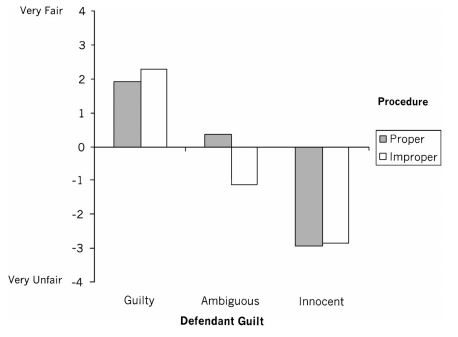 Very Fair
4
3
2
1
0
-1
-2
-3
Very Unfair -4
Guilty Ambiguous Innocent
Defendant Guilt
Procedure
Proper
Improper